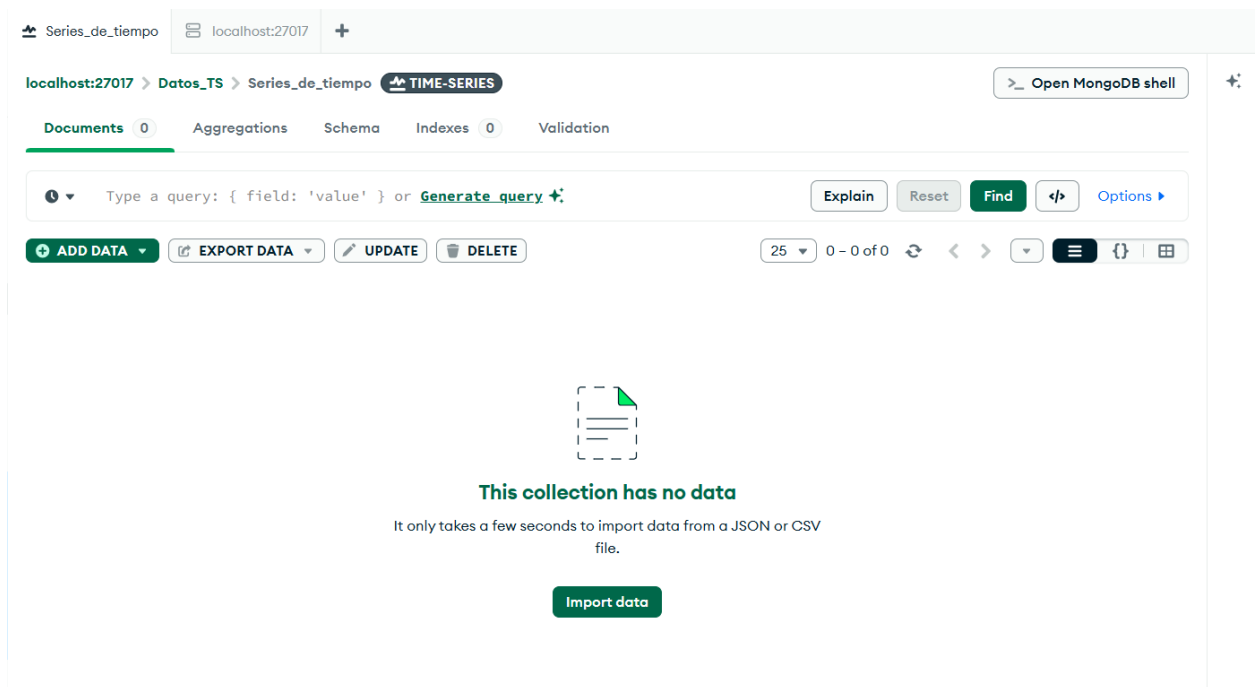 Series_de_tiempo localhost:27017
localhost:27017 > Datos_TS > Series_de_tiempo TIME-SERIES >_ Open MongoDB shell
Documents 0 Aggregations Schema Indexes 0 Validation
Type a query: { field: 'value' } or Generate query Explain Reset Find </> Options
ADD DATA EXPORT DATA UPDATE DELETE 25 0 – 0 of 0 {}
This collection has no data
It only takes a few seconds to import data from a JSON or CSV
file.
Import data